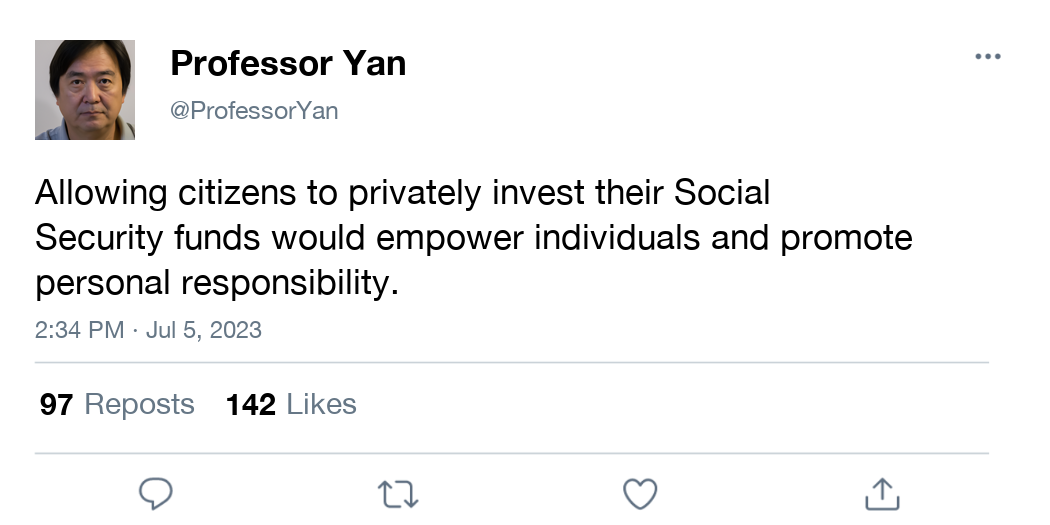 Professor Yan
@ProfessorYan
Allowing citizens to privately invest their Social
Security funds would empower individuals and promote
personal responsibility.
2:34 PM · Jul 5, 2023
97 Reposts 142 Likes